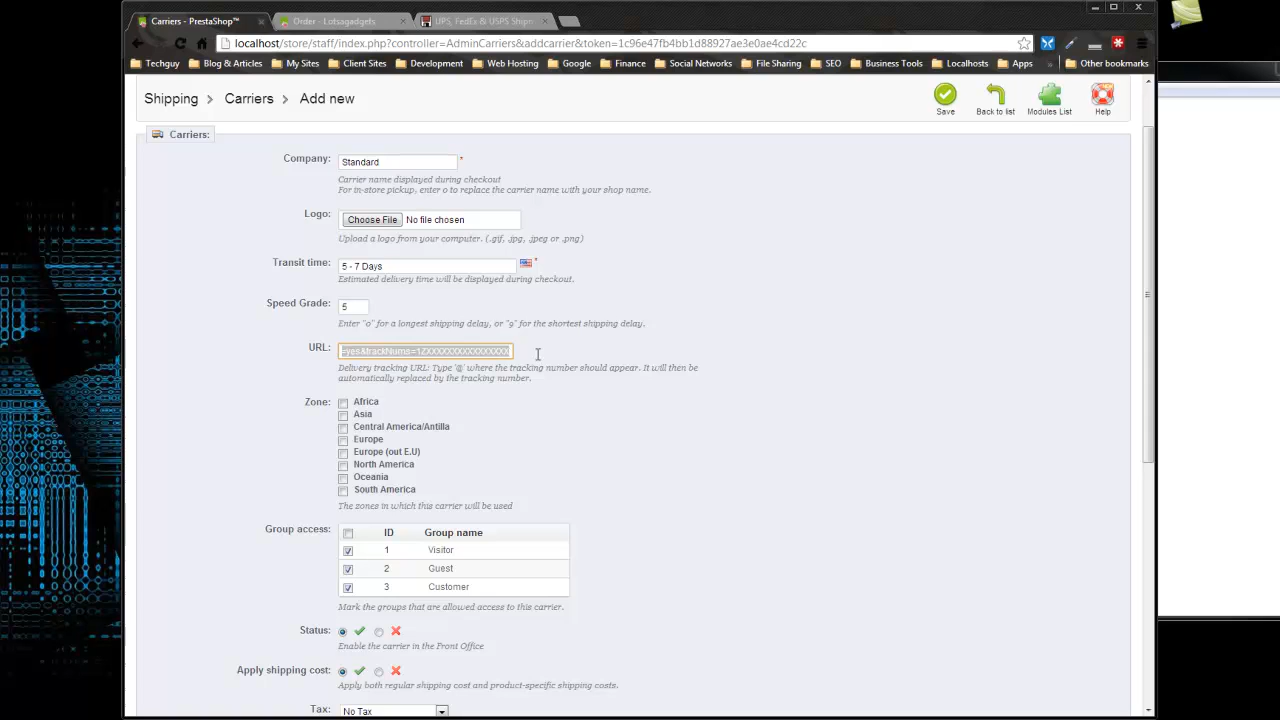 Carriers - PrestaShop™
Order - Lotsagadgets
UPS, FedEx & USPS Shipm
localhost/store/staff/index.php?controller=AdminCarriers&addcarrier&token=1c96e47fb4bb1d88927ae3e0ae4cd22c
Techguy
Blog & Articles
My Sites
Client Sites
Development
Web Hosting
Google
Finance
Social Networks
File Sharing
SEO
Business Tools
Localhosts
Apps
»
Other bookmarks
Shipping > Carriers > Add new
Save
Back to list
Modules List
Help
Carriers:
Company: Standard *
Carrier name displayed during checkout
For in-store pickup, enter 0 to replace the carrier name with your shop name.
Logo: Choose File No file chosen
Upload a logo from your computer. (.gif, .jpg, .jpeg or .png)
Transit time: 5 - 7 Days *
Estimated delivery time will be displayed during checkout.
Speed Grade: 5
Enter "0" for a longest shipping delay, or "9" for the shortest shipping delay.
URL:
Delivery tracking URL: Type '@' where the tracking number should appear. It will then be
automatically replaced by the tracking number.
Zone: Africa
Asia
Central America/Antilla
Europe
Europe (out E.U)
North America
Oceania
South America
The zones in which this carrier will be used
Group access:
ID Group name
1 Visitor
2 Guest
3 Customer
Mark the groups that are allowed access to this carrier.
Status:
Enable the carrier in the Front Office
Apply shipping cost:
Apply both regular shipping cost and product-specific shipping costs.
Tax: No Tax